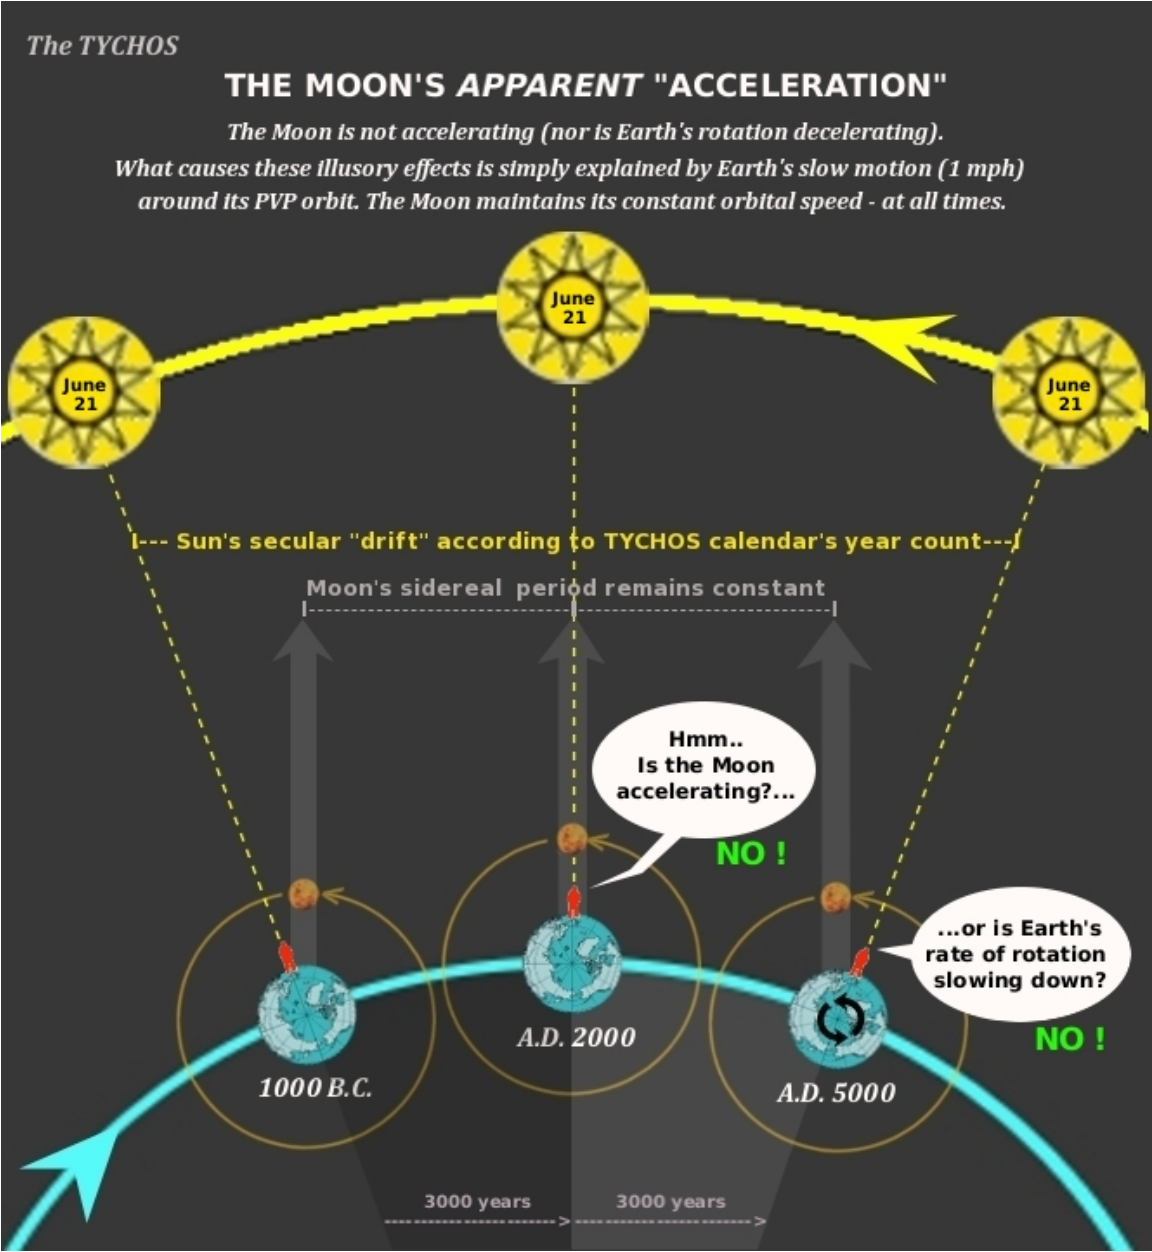 The TYCHOS
THE MOON'S APPARENT "ACCELERATION"
The Moon is not accelerating (nor is Earth's rotation decelerating).
What causes these illusory effects is simply explained by Earth's slow motion (1 mph)
around its PVP orbit. The Moon maintains its constant orbital speed - at all times.
June
21
June
21
June
21
Sun's secular "drift" according to TYCHOS calendar's year count
Moon's sidereal period remains constant
Hmm..
Is the Moon
accelerating?...
NO !
...or is Earth's
rate of rotation
slowing down?
NO !
1000 B.C.
A.D. 2000
A.D. 5000
3000 years
3000 years